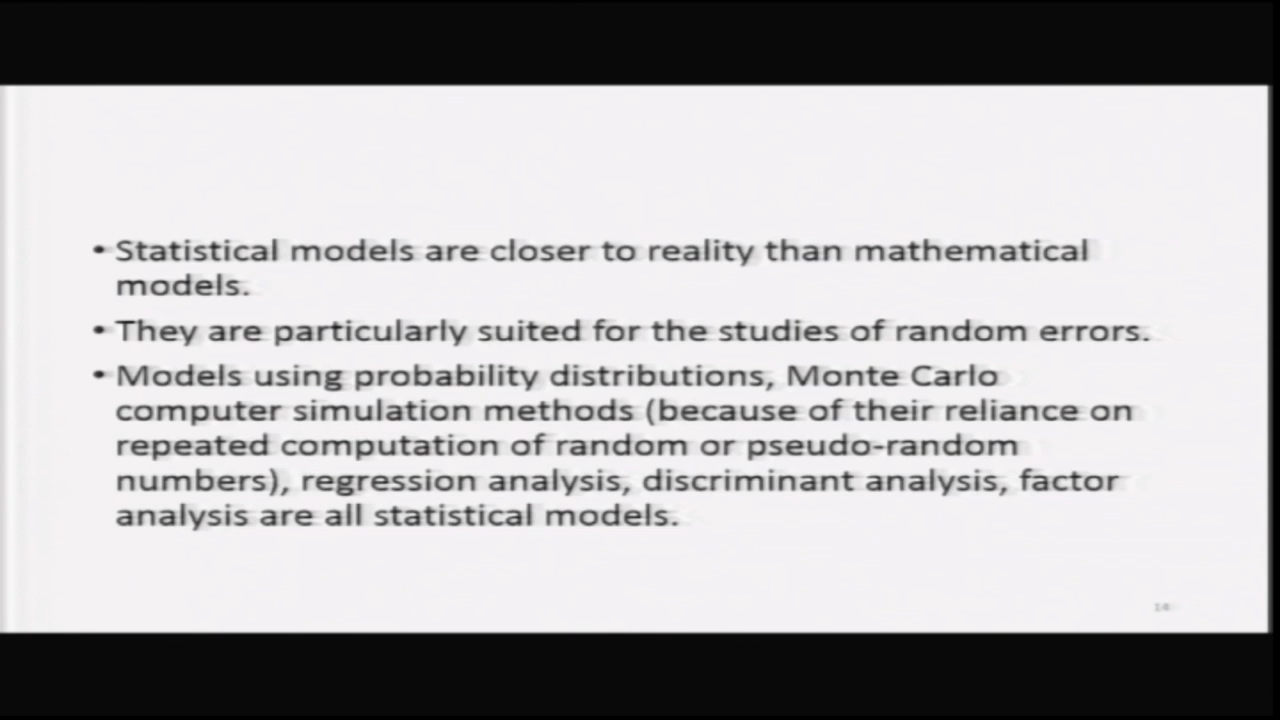 • Statistical models are closer to reality than mathematical
models.
• They are particularly suited for the studies of random errors.
• Models using probability distributions, Monte Carlo
computer simulation methods (because of their reliance on
repeated computation of random or pseudo-random
numbers), regression analysis, discriminant analysis, factor
analysis are all statistical models.
14